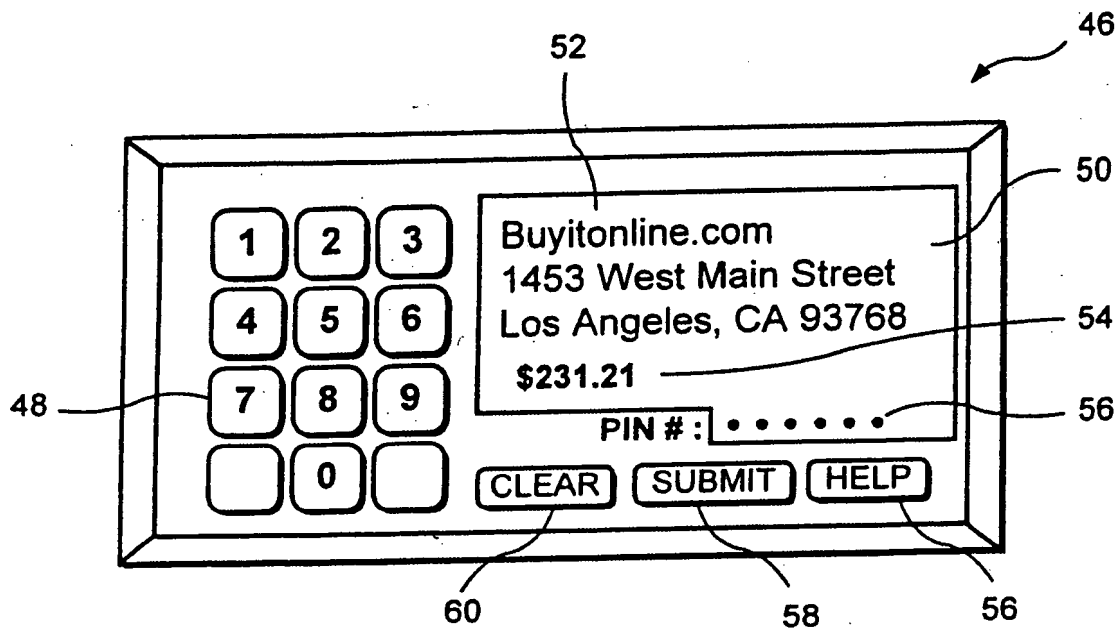 46
52
50
1 2 3
Buyitonline.com
1453 West Main Street
4 5 6
Los Angeles, CA 93768
54
$231.21
48
7 8 9
PIN # : • • • • • •
56
0
CLEAR SUBMIT HELP
60 58 56